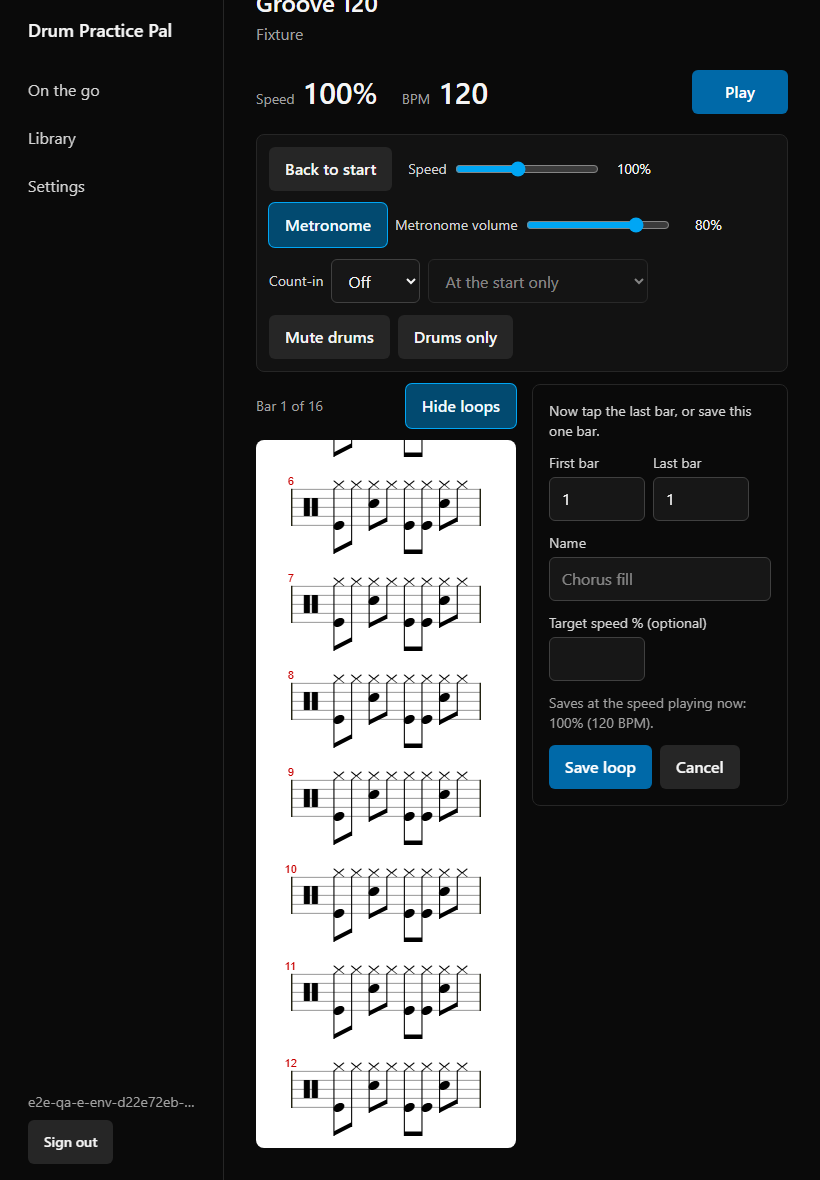 Drum Practice Pal
On the go
Library
Settings
e2e-qa-e-env-d22e72eb-...
Sign out
Groove 120
Fixture
Speed 100% BPM 120
Play
Back to start Speed 100%
Metronome Metronome volume 80%
Count-in Off At the start only
Mute drums Drums only
Bar 1 of 16 Hide loops
6
7
8
9
10
11
12
Now tap the last bar, or save this
one bar.
First bar Last bar
1 1
Name
Chorus fill
Target speed % (optional)
Saves at the speed playing now:
100% (120 BPM).
Save loop Cancel